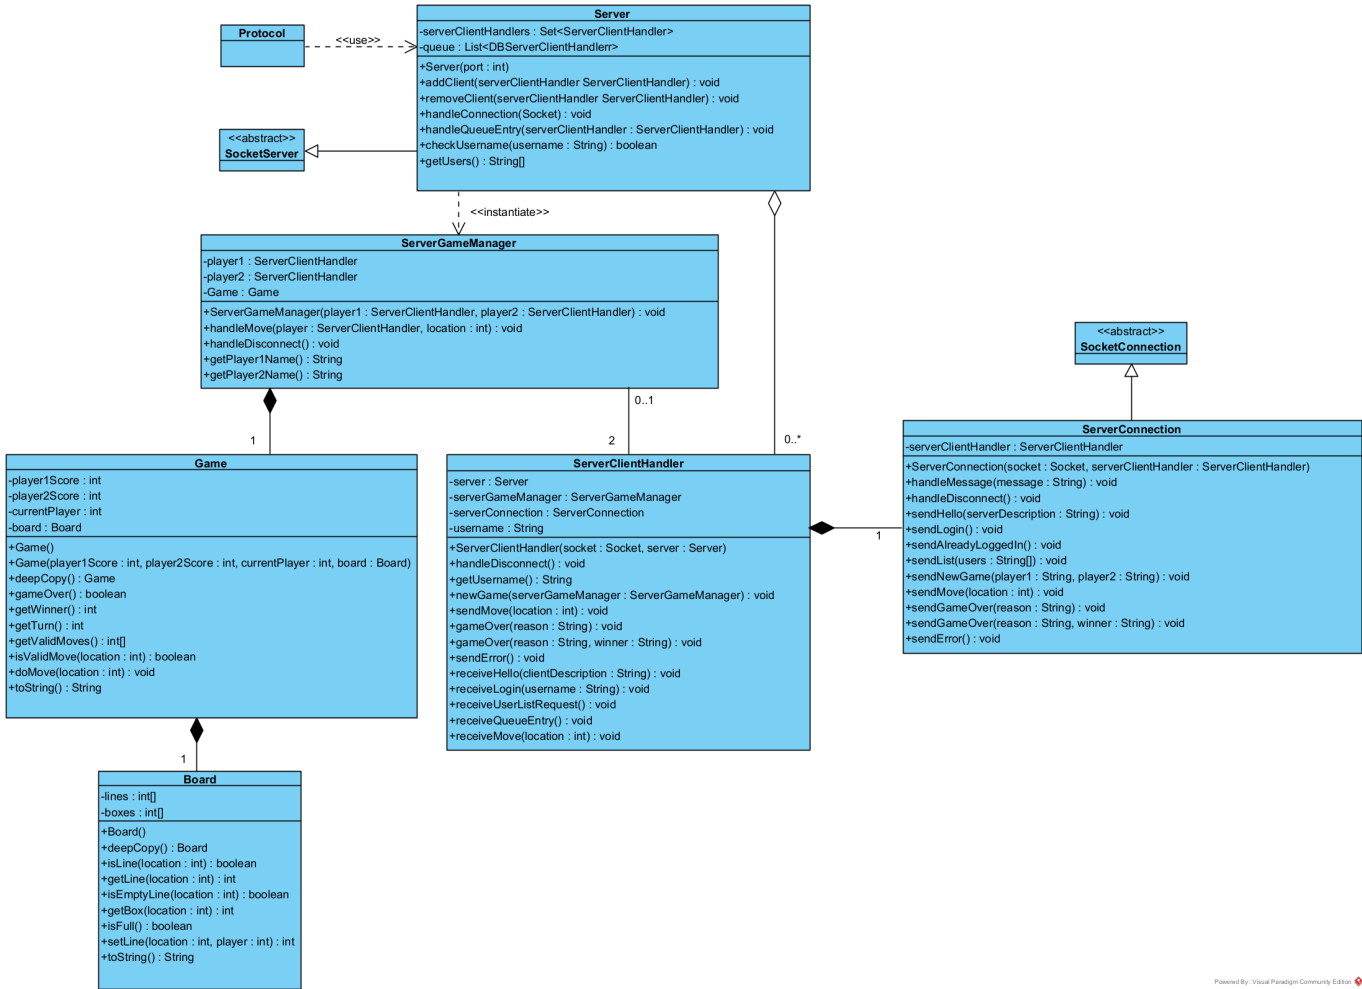 Protocol
<<use>>
Server
-serverClientHandlers : Set<ServerClientHandler>
-queue : List<DBServerClientHandlerr>
+Server(port : int)
+addClient(serverClientHandler ServerClientHandler) : void
+removeClient(serverClientHandler ServerClientHandler) : void
+handleConnection(Socket) : void
+handleQueueEntry(serverClientHandler : ServerClientHandler) : void
+checkUsername(username : String) : boolean
+getUsers() : String[]
<<abstract>>
SocketServer
<<instantiate>>
ServerGameManager
-player1 : ServerClientHandler
-player2 : ServerClientHandler
-Game : Game
+ServerGameManager(player1 : ServerClientHandler, player2 : ServerClientHandler) : void
+handleMove(player : ServerClientHandler, location : int) : void
+handleDisconnect() : void
+getPlayer1Name() : String
+getPlayer2Name() : String
0..1
1
2
0..*
<<abstract>>
SocketConnection
Game
-player1Score : int
-player2Score : int
-currentPlayer : int
-board : Board
+Game()
+Game(player1Score : int, player2Score : int, currentPlayer : int, board : Board)
+deepCopy() : Game
+gameOver() : boolean
+getWinner() : int
+getTurn() : int
+getValidMoves() : int[]
+isValidMove(location : int) : boolean
+doMove(location : int) : void
+toString() : String
ServerClientHandler
-server : Server
-serverGameManager : ServerGameManager
-serverConnection : ServerConnection
-username : String
+ServerClientHandler(socket : Socket, server : Server)
+handleDisconnect() : void
+getUsername() : String
+newGame(serverGameManager : ServerGameManager) : void
+sendMove(location : int) : void
+gameOver(reason : String) : void
+gameOver(reason : String, winner : String) : void
+sendError() : void
+receiveHello(clientDescription : String) : void
+receiveLogin(username : String) : void
+receiveUserListRequest() : void
+receiveQueueEntry() : void
+receiveMove(location : int) : void
1
ServerConnection
-serverClientHandler : ServerClientHandler
+ServerConnection(socket : Socket, serverClientHandler : ServerClientHandler)
+handleMessage(message : String) : void
+handleDisconnect() : void
+sendHello(serverDescription : String) : void
+sendLogin() : void
+sendAlreadyLoggedIn() : void
+sendList(users : String[]) : void
+sendNewGame(player1 : String, player2 : String) : void
+sendMove(location : int) : void
+sendGameOver(reason : String) : void
+sendGameOver(reason : String, winner : String) : void
+sendError() : void
1
Board
-lines : int[]
-boxes : int[]
+Board()
+deepCopy() : Board
+isLine(location : int) : boolean
+getLine(location : int) : int
+isEmptyLine(location : int) : boolean
+getBox(location : int) : int
+isFull() : boolean
+setLine(location : int, player : int) : int
+toString() : String
Powered By: Visual Paradigm Community Edition